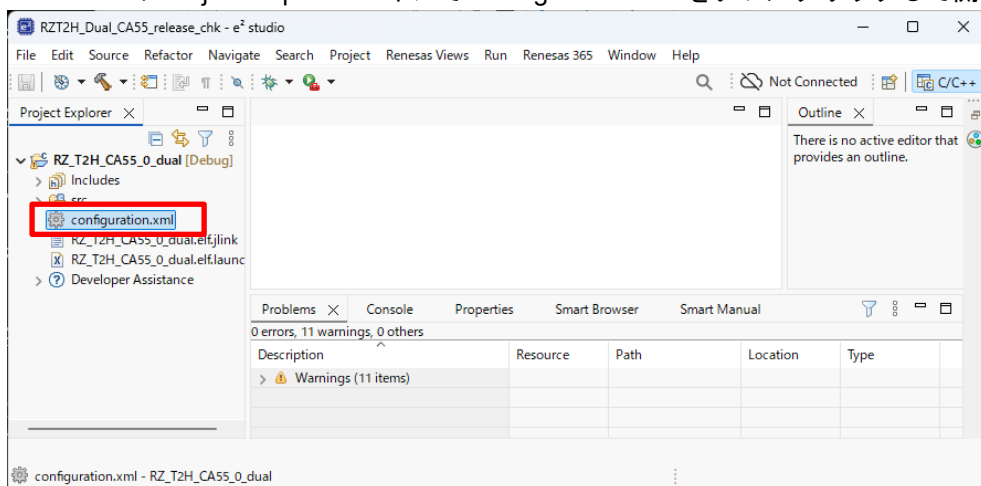 RZT2H_Dual_CA55_release_chk - e² studio
File Edit Source Refactor Navigate Search Project Renesas Views Run Renesas 365 Window Help
Not Connected C/C++
Project Explorer
Outline
There is no active editor that
provides an outline.
RZ_T2H_CA55_0_dual [Debug]
Includes
src
configuration.xml
RZ_T2H_CA55_0_dual.elf.jlink
RZ_T2H_CA55_0_dual.elf.launc
Developer Assistance
Problems Console Properties Smart Browser Smart Manual
0 errors, 11 warnings, 0 others
Description Resource Path Location Type
Warnings (11 items)
configuration.xml - RZ_T2H_CA55_0_dual